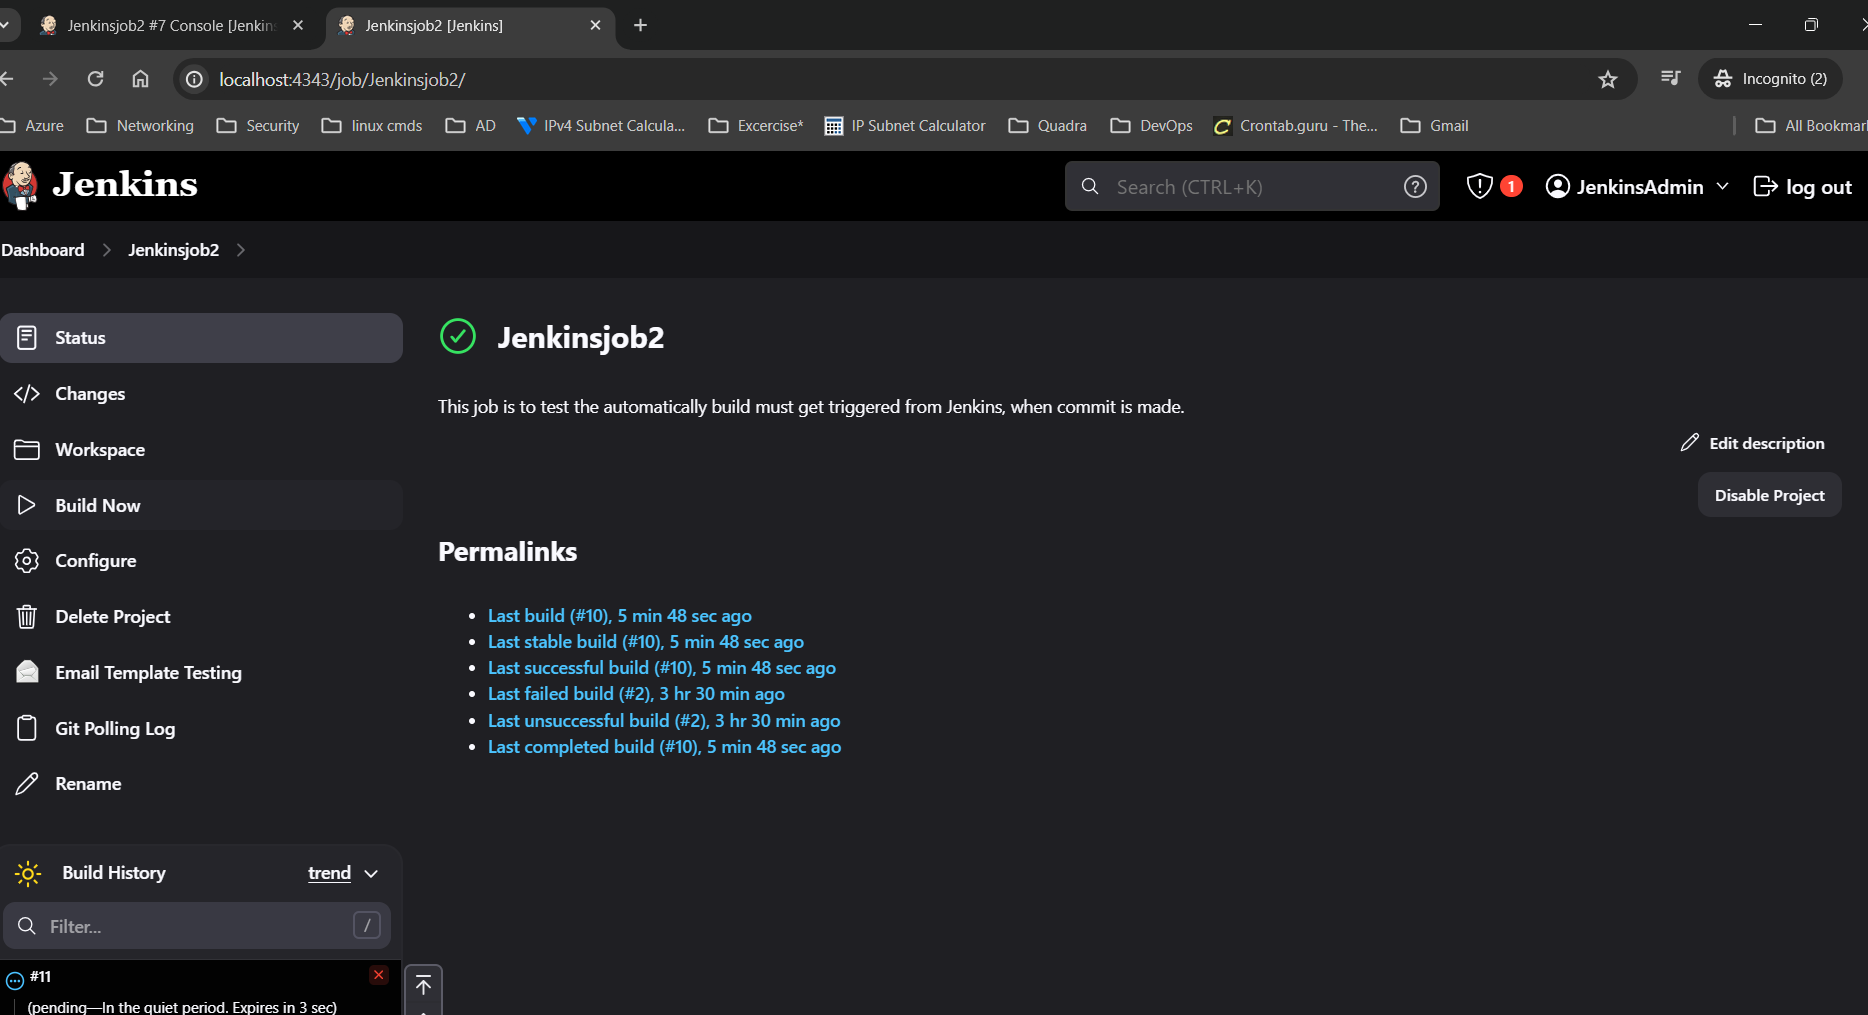 Jenkinsjob2 #7 Console [Jenkin
Jenkinsjob2 [Jenkins]
localhost:4343/job/Jenkinsjob2/
Incognito (2)
Azure
Networking
Security
linux cmds
AD
IPv4 Subnet Calcula...
Excercise*
IP Subnet Calculator
Quadra
DevOps
Crontab.guru - The...
Gmail
All Bookmar
Jenkins
Search (CTRL+K)
1
JenkinsAdmin
log out
Dashboard
Jenkinsjob2
Status
Changes
Workspace
Build Now
Configure
Delete Project
Email Template Testing
Git Polling Log
Rename
Jenkinsjob2
This job is to test the automatically build must get triggered from Jenkins, when commit is made.
Edit description
Disable Project
Permalinks
Last build (#10), 5 min 48 sec ago
Last stable build (#10), 5 min 48 sec ago
Last successful build (#10), 5 min 48 sec ago
Last failed build (#2), 3 hr 30 min ago
Last unsuccessful build (#2), 3 hr 30 min ago
Last completed build (#10), 5 min 48 sec ago
Build History
trend
Filter...
/
#11
(pending—In the quiet period. Expires in 3 sec)